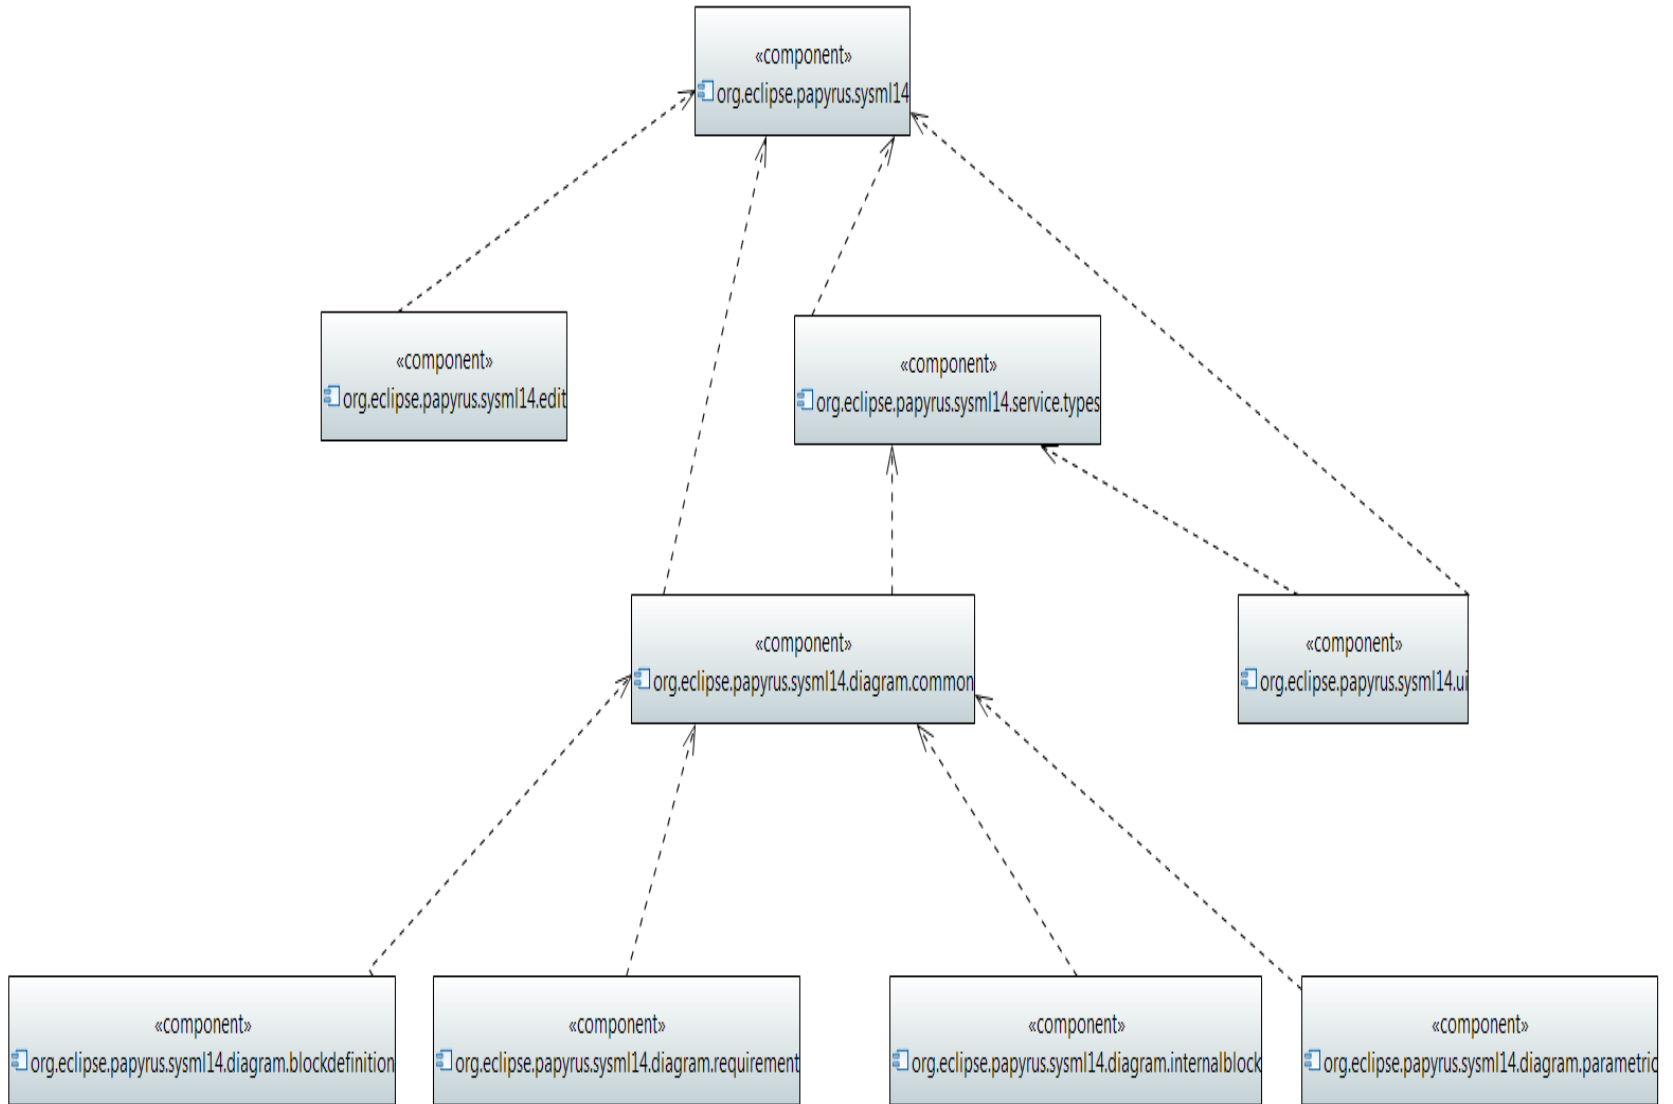 «component»
org.eclipse.papyrus.sysml14
«component»
org.eclipse.papyrus.sysml14.edit
«component»
org.eclipse.papyrus.sysml14.service.types
«component»
org.eclipse.papyrus.sysml14.diagram.common
«component»
org.eclipse.papyrus.sysml14.ui
«component»
org.eclipse.papyrus.sysml14.diagram.blockdefinition
«component»
org.eclipse.papyrus.sysml14.diagram.requirement
«component»
org.eclipse.papyrus.sysml14.diagram.internalblock
«component»
org.eclipse.papyrus.sysml14.diagram.parametric